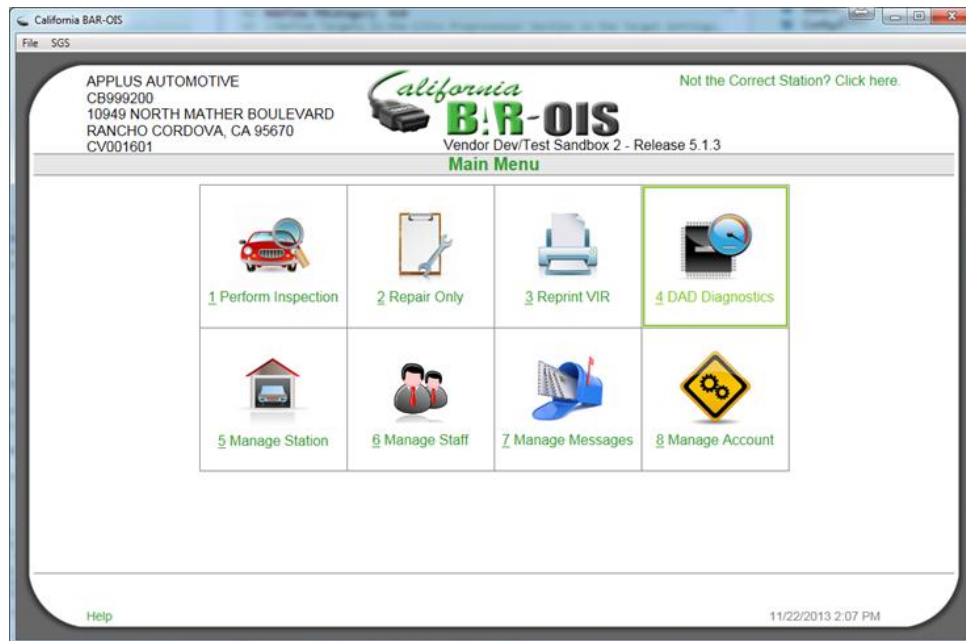 California BAR-OIS
File SGS
APPLUS AUTOMOTIVE
CB999200
10949 NORTH MATHER BOULEVARD
RANCHO CORDOVA, CA 95670
CV001601
California
BAR-OIS
Vendor Dev/Test Sandbox 2 - Release 5.1.3
Not the Correct Station? Click here.
Main Menu
1 Perform Inspection
2 Repair Only
3 Reprint VIR
4 DAD Diagnostics
5 Manage Station
6 Manage Staff
7 Manage Messages
8 Manage Account
Help
11/22/2013 2:07 PM